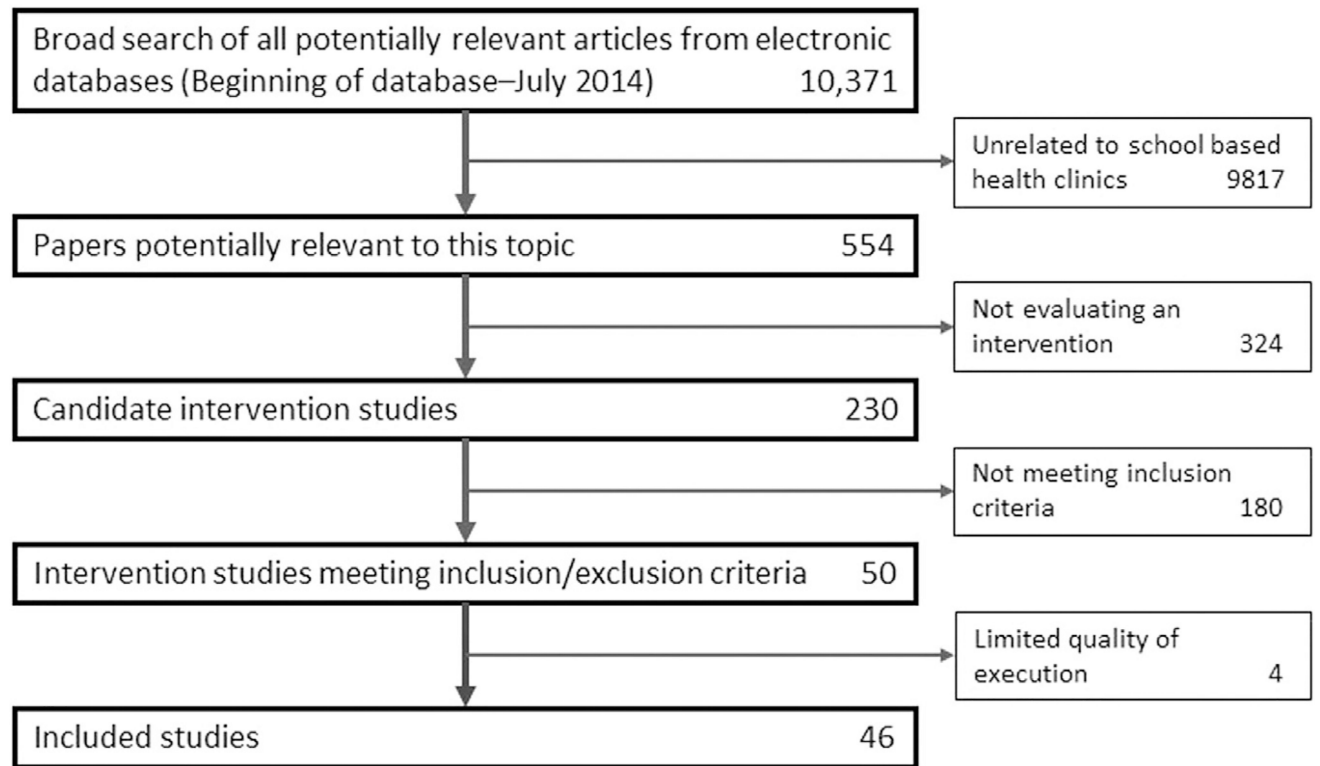 Broad search of all potentially relevant articles from electronic
databases (Beginning of database–July 2014) 10,371
Unrelated to school based
health clinics 9817
Papers potentially relevant to this topic 554
Not evaluating an
intervention 324
Candidate intervention studies 230
Not meeting inclusion
criteria 180
Intervention studies meeting inclusion/exclusion criteria 50
Limited quality of
execution 4
Included studies 46